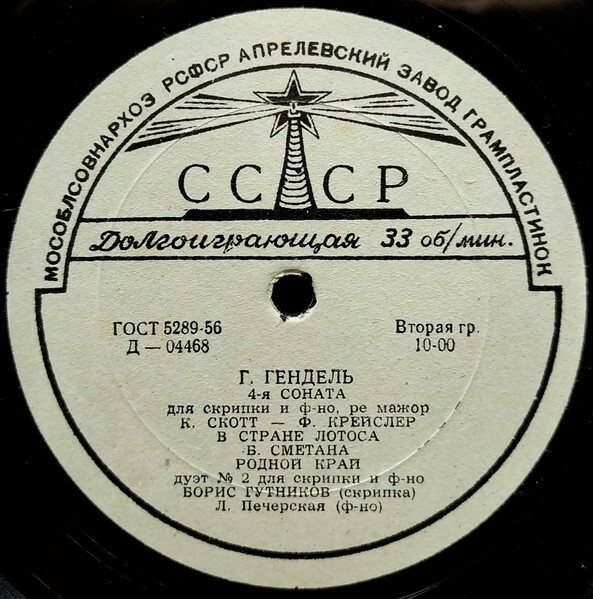 МОСОБЛСОВНАРХОЗ РСФСР АПРЕЛЕВСКИЙ ЗАВОД ГРАМПЛАСТИНОК
СССР
Долгоиграющая 33 об/мин.
ГОСТ 5289-56
Вторая гр.
Д — 04468
10-00
Г. ГЕНДЕЛЬ
4-я СОНАТА
для скрипки и ф-но, ре мажор
К. СКОТТ — Ф. КРЕЙСЛЕР
В СТРАНЕ ЛОТОСА
Б. СМЕТАНА
РОДНОЙ КРАЙ
дуэт № 2 для скрипки и ф-но
БОРИС ГУТНИКОВ (скрипка)
Л. Печерская (ф-но)